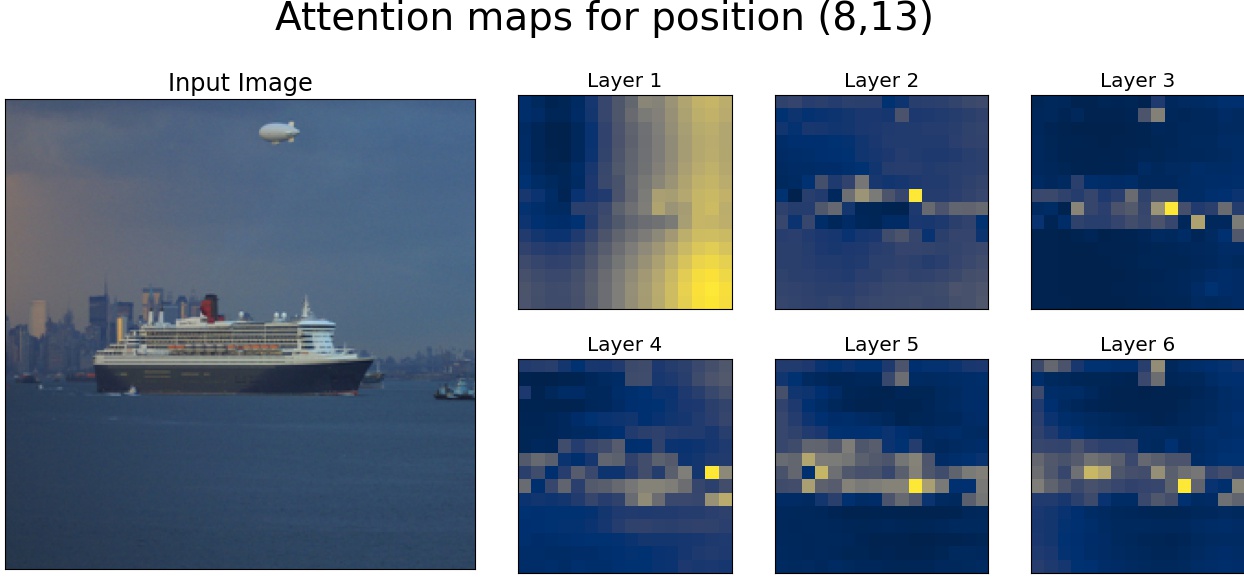 Attention maps for position (8,13)
Input Image
Layer 1
Layer 2
Layer 3
Layer 4
Layer 5
Layer 6